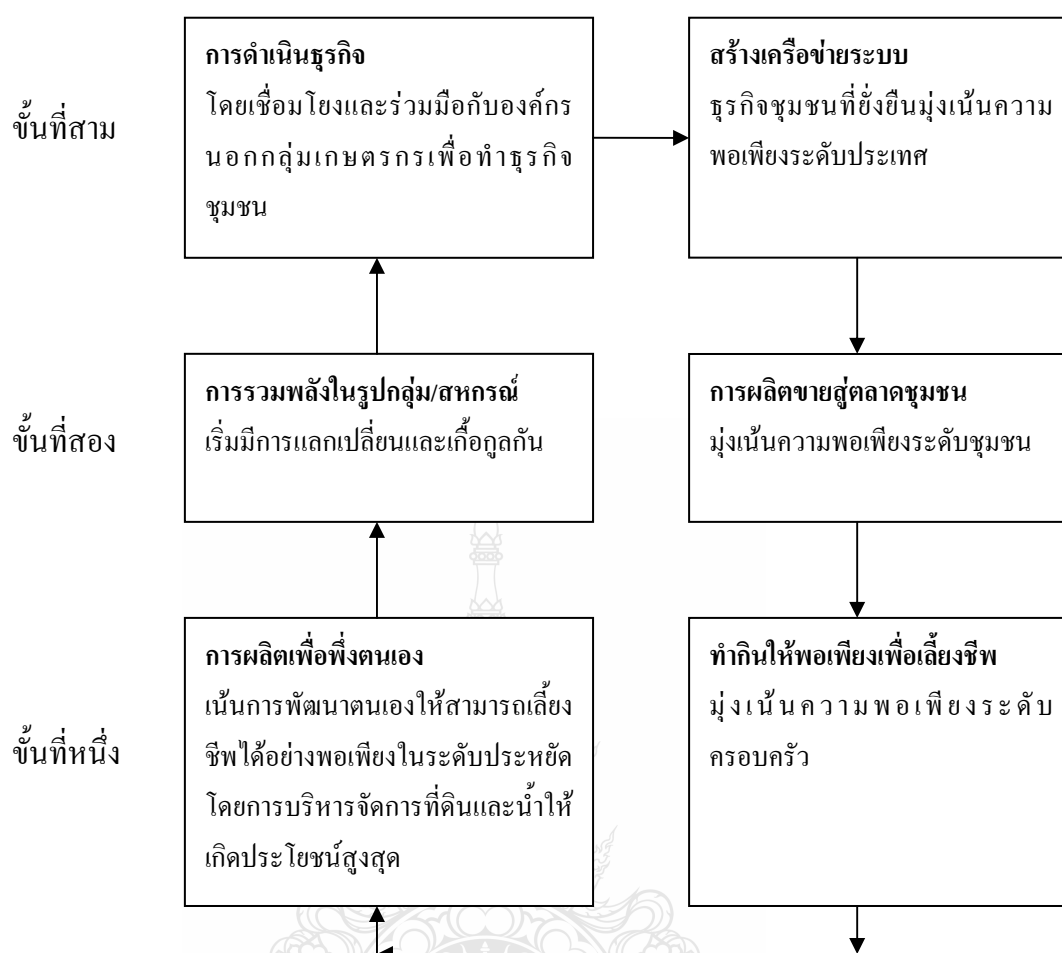 ขั้นที่สาม
การดำเนินธุรกิจ
โดยเชื่อมโยงและร่วมมือกับองค์กร
นอกกลุ่มเกษตรกรเพื่อทำธุรกิจ
ชุมชน
สร้างเครือข่ายระบบ
ธุรกิจชุมชนที่ยั่งยืนมุ่งเน้นความ
พอเพียงระดับประเทศ
ขั้นที่สอง
การรวมพลังในรูปกลุ่ม/สหกรณ์
เริ่มมีการแลกเปลี่ยนและเกื้อกูลกัน
การผลิตขายสู่ตลาดชุมชน
มุ่งเน้นความพอเพียงระดับชุมชน
ขั้นที่หนึ่ง
การผลิตเพื่อพึ่งตนเอง
เน้นการพัฒนาตนเองให้สามารถเลี้ยง
ชีพได้อย่างพอเพียงในระดับประหยัด
โดยการบริหารจัดการที่ดินและน้ำให้
เกิดประโยชน์สูงสุด
ทำกินให้พอเพียงเพื่อเลี้ยงชีพ
มุ่งเน้นความพอเพียงระดับ
ครอบครัว